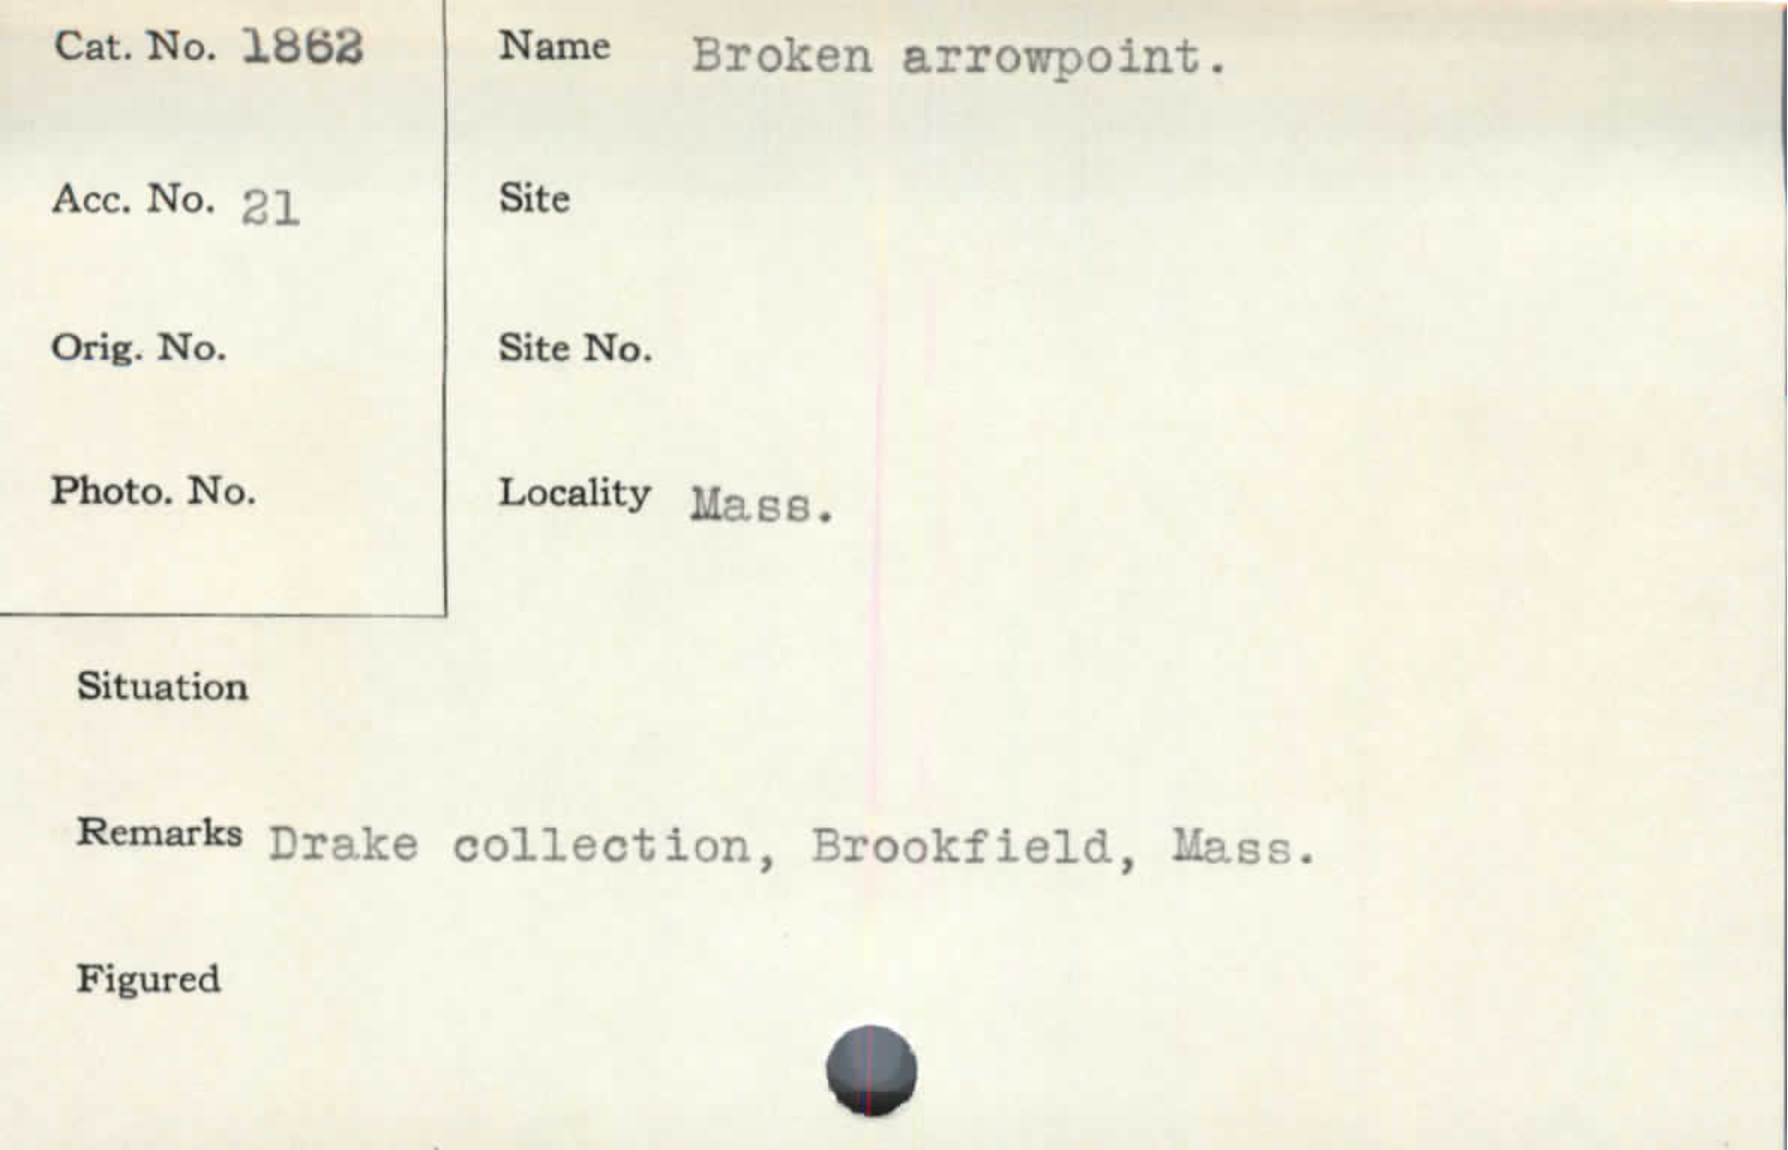 Cat. No. 1862
Name Broken arrowpoint.
Acc. No. 21
Site
Orig. No.
Site No.
Photo. No.
Locality Mass.
Situation
Remarks Drake collection, Brookfield, Mass.
Figured